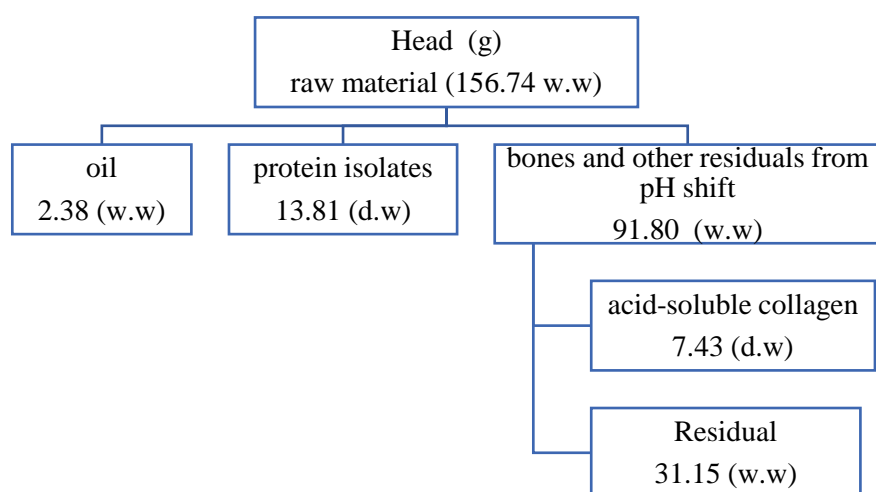 Head (g)
raw material (156.74 w.w)
oil
2.38 (w.w)
protein isolates
13.81 (d.w)
bones and other residuals from
pH shift
91.80 (w.w)
acid-soluble collagen
7.43 (d.w)
Residual
31.15 (w.w)